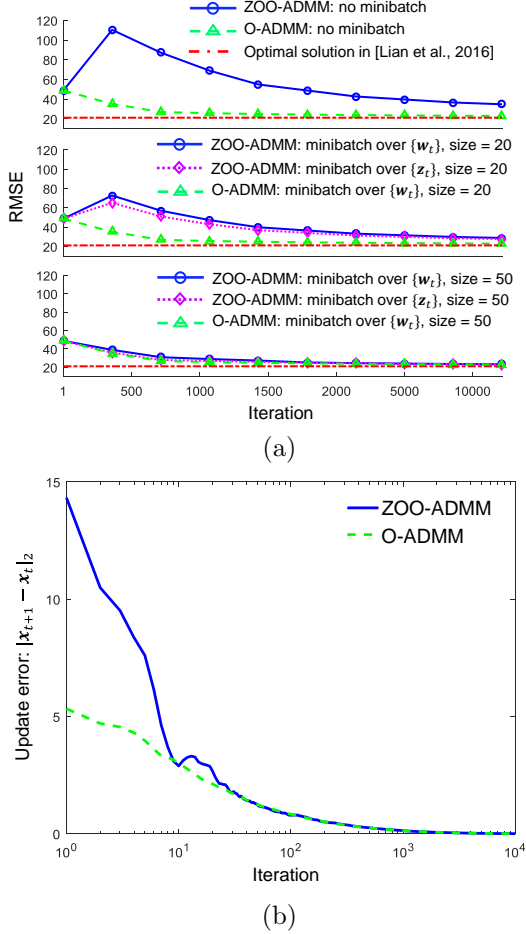 ZOO-ADMM: no minibatch
O-ADMM: no minibatch
Optimal solution in [Lian et al., 2016]
120
100
80
60
40
20
ZOO-ADMM: minibatch over {w_t}, size = 20
ZOO-ADMM: minibatch over {z_t}, size = 20
O-ADMM: minibatch over {w_t}, size = 20
120
100
80
60
40
20
RMSE
ZOO-ADMM: minibatch over {w_t}, size = 50
ZOO-ADMM: minibatch over {z_t}, size = 50
O-ADMM: minibatch over {w_t}, size = 50
120
100
80
60
40
20
1 500 1000 1500 2000 5000 10000
Iteration
(a)
15
10
5
0
ZOO-ADMM
O-ADMM
Update error: |x_{t+1} − x_t|_2
10^0 10^1 10^2 10^3 10^4
Iteration
(b)